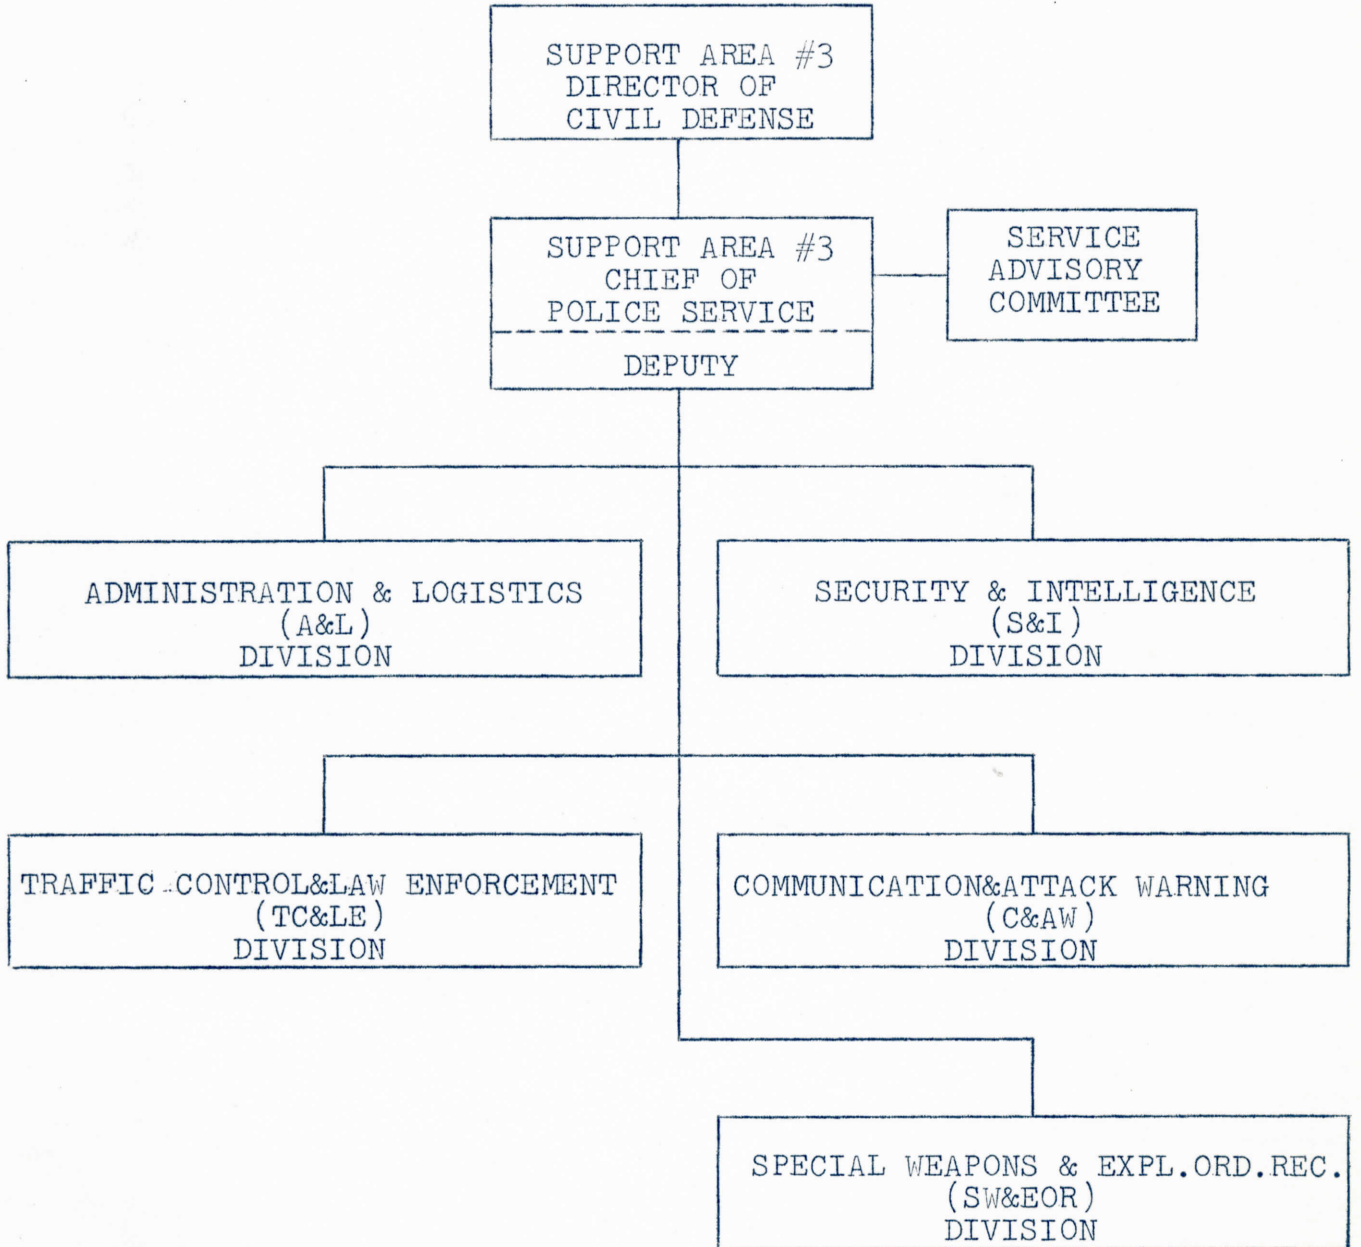 SUPPORT AREA #3
DIRECTOR OF
CIVIL DEFENSE
SUPPORT AREA #3
CHIEF OF
POLICE SERVICE
DEPUTY
SERVICE
ADVISORY
COMMITTEE
ADMINISTRATION & LOGISTICS
(A&L)
DIVISION
SECURITY & INTELLIGENCE
(S&I)
DIVISION
TRAFFIC CONTROL&LAW ENFORCEMENT
(TC&LE)
DIVISION
COMMUNICATION&ATTACK WARNING
(C&AW)
DIVISION
SPECIAL WEAPONS & EXPL.ORD.REC.
(SW&EOR)
DIVISION